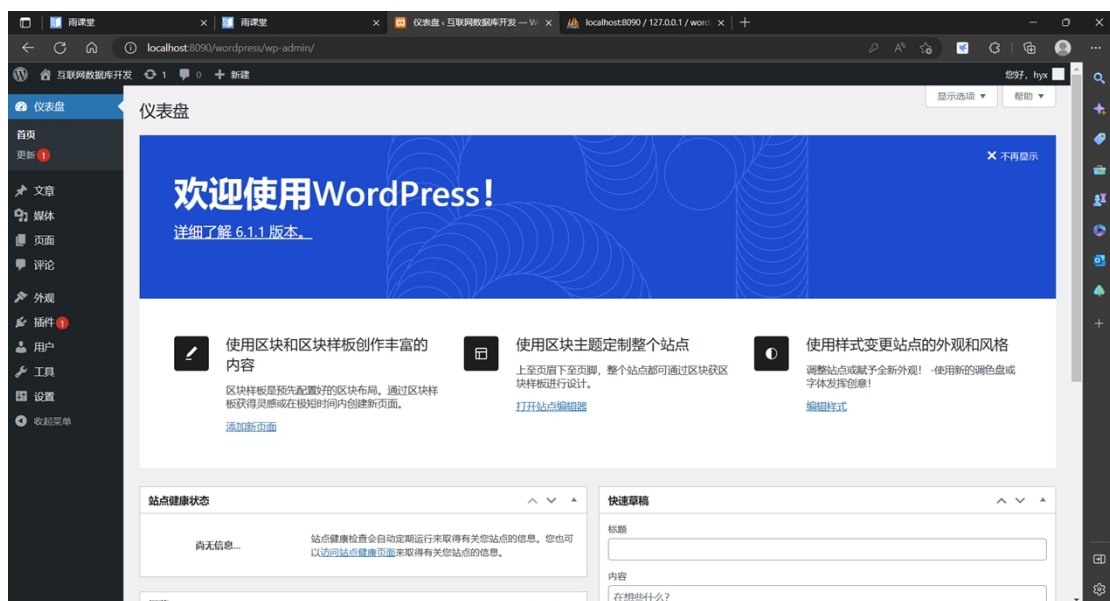 雨课堂
雨课堂
仪表盘 ‹ 互联网数据库开发 — W
localhost:8090 / 127.0.0.1 / word
localhost:8090/wordpress/wp-admin/
互联网数据库开发 1 0 新建
您好, hyx
仪表盘
首页
更新 1
文章
媒体
页面
评论
外观
插件 1
用户
工具
设置
收起菜单
显示选项 ▼
帮助 ▼
仪表盘
不再显示
欢迎使用WordPress！
详细了解 6.1.1 版本。
使用区块和区块样板创作丰富的
内容
区块样板是预先配置好的区块布局。通过区块样
板获得灵感或在极短时间内创建新页面。
添加新页面
使用区块主题定制整个站点
上至页眉下至页脚，整个站点都可通过区块获区
块样板进行设计。
打开站点编辑器
使用样式变更站点的外观和风格
调整站点或赋予全新外观！ -使用新的调色盘或
字体发挥创意！
编辑样式
站点健康状态
尚无信息...
站点健康检查会自动定期运行来取得有关您站点的信息。您也可
以访问站点健康页面来取得有关您站点的信息。
快速草稿
标题
内容
在想些什么？